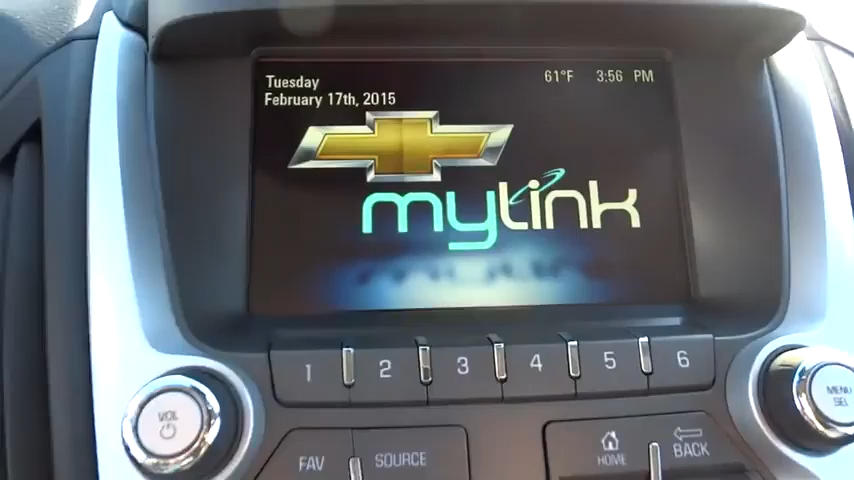 Tuesday 61°F 3:56 PM
February 17th, 2015
mylink
1 2 3 4 5 6
VOL
MENU
SEL
FAV SOURCE HOME BACK